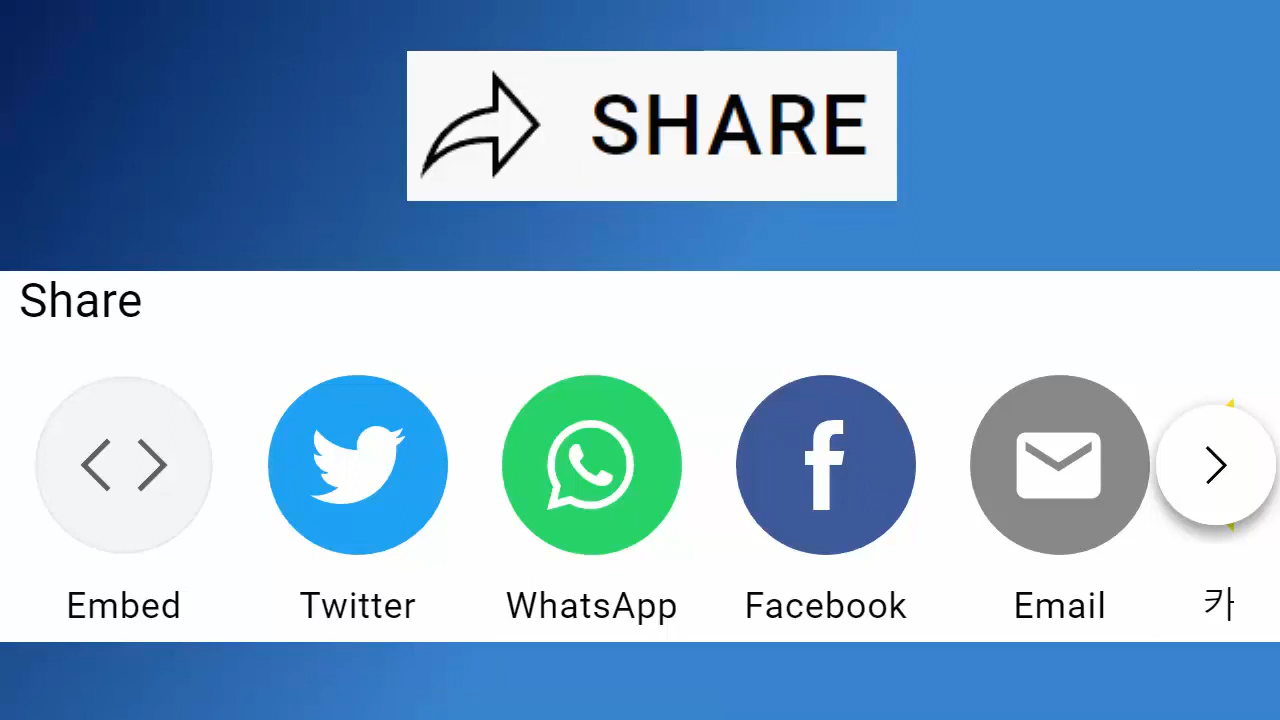 SHARE
Share
Embed
Twitter
WhatsApp
Facebook
Email
카